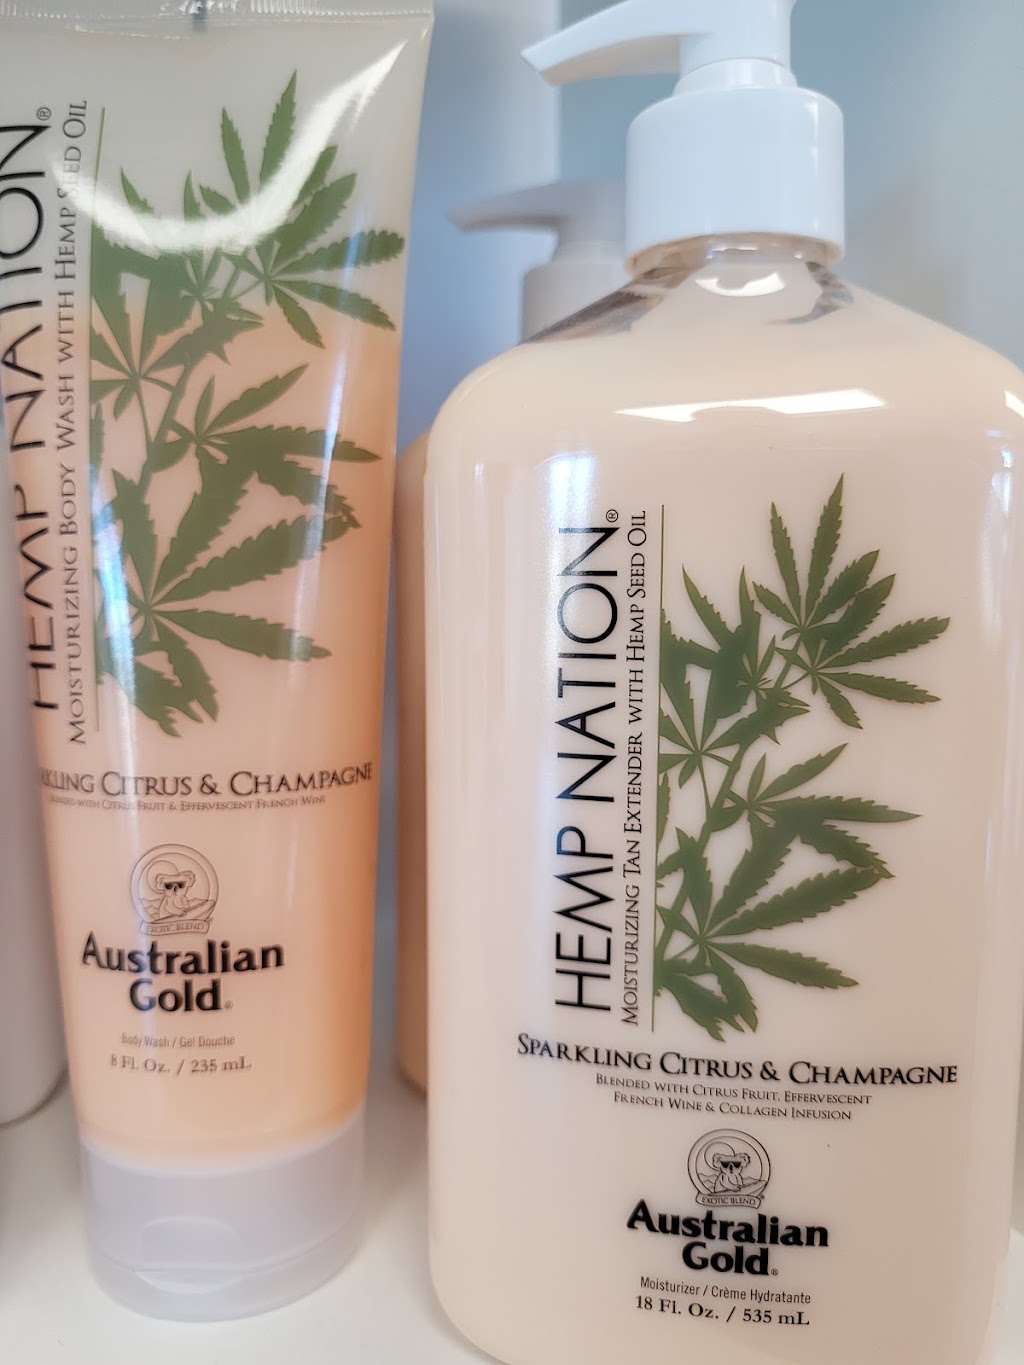 HEMP NATION®
MOISTURIZING BODY WASH WITH HEMP SEED OIL
CITRUS & CHAMPAGNE
BLENDED WITH CITRUS FRUIT & EFFERVESCENT FRENCH WINE
EXOTIC BLEND
Australian
Gold®
Body Wash / Gel Douche
8 Fl. Oz. / 235 mL
HEMP NATION®
MOISTURIZING TAN EXTENDER WITH HEMP SEED OIL
SPARKLING CITRUS & CHAMPAGNE
BLENDED WITH CITRUS FRUIT, EFFERVESCENT
FRENCH WINE & COLLAGEN INFUSION
EXOTIC BLEND
Australian
Gold®
Moisturizer / Crème Hydratante
18 Fl. Oz. / 535 mL